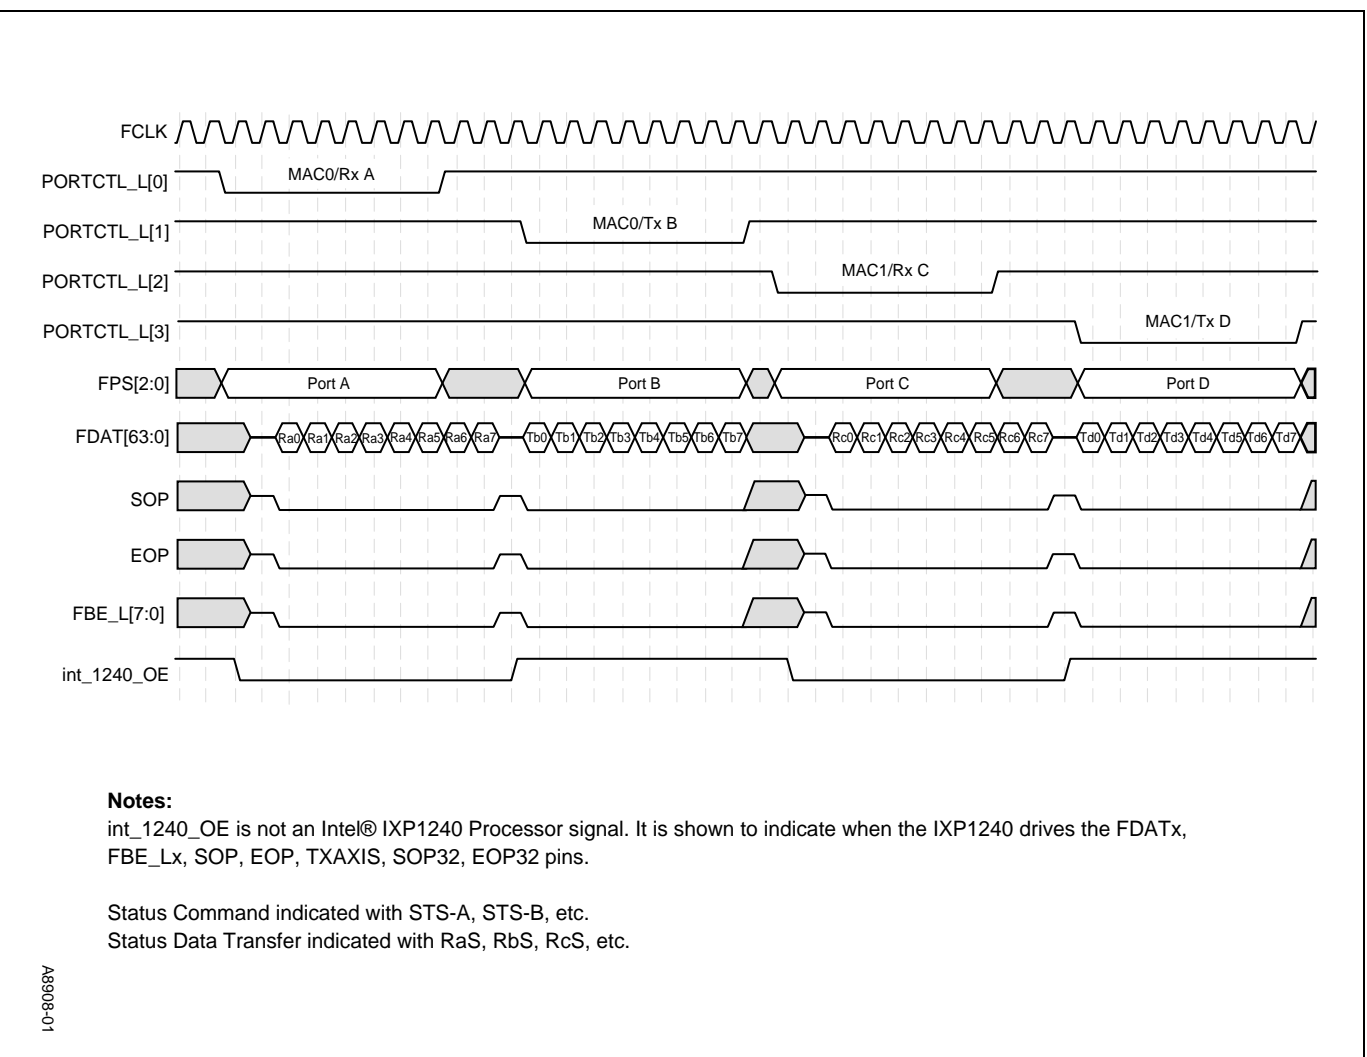 FCLK
PORTCTL_L[0] MAC0/Rx A
PORTCTL_L[1] MAC0/Tx B
PORTCTL_L[2] MAC1/Rx C
PORTCTL_L[3] MAC1/Tx D
FPS[2:0] Port A Port B Port C Port D
FDAT[63:0] Ra0 Ra1 Ra2 Ra3 Ra4 Ra5 Ra6 Ra7 Tb0 Tb1 Tb2 Tb3 Tb4 Tb5 Tb6 Tb7 Rc0 Rc1 Rc2 Rc3 Rc4 Rc5 Rc6 Rc7 Td0 Td1 Td2 Td3 Td4 Td5 Td6 Td7
SOP
EOP
FBE_L[7:0]
int_1240_OE
Notes:
int_1240_OE is not an Intel® IXP1240 Processor signal. It is shown to indicate when the IXP1240 drives the FDATx,
FBE_Lx, SOP, EOP, TXAXIS, SOP32, EOP32 pins.
Status Command indicated with STS-A, STS-B, etc.
Status Data Transfer indicated with RaS, RbS, RcS, etc.
A8908-01